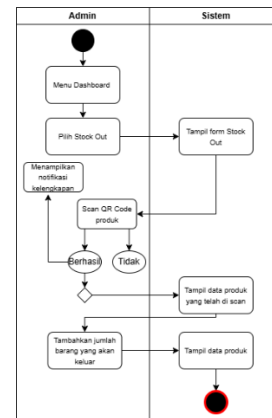 Admin
Sistem
Menu Dashboard
Pilih Stock Out
Tampil form Stock
Out
Menampilkan
notifikasi
kelengkapan
Scan QR Code
produk
Berhasil
Tidak
Tampil data produk
yang telah di scan
Tambahkan jumlah
barang yang akan
keluar
Tampil data produk